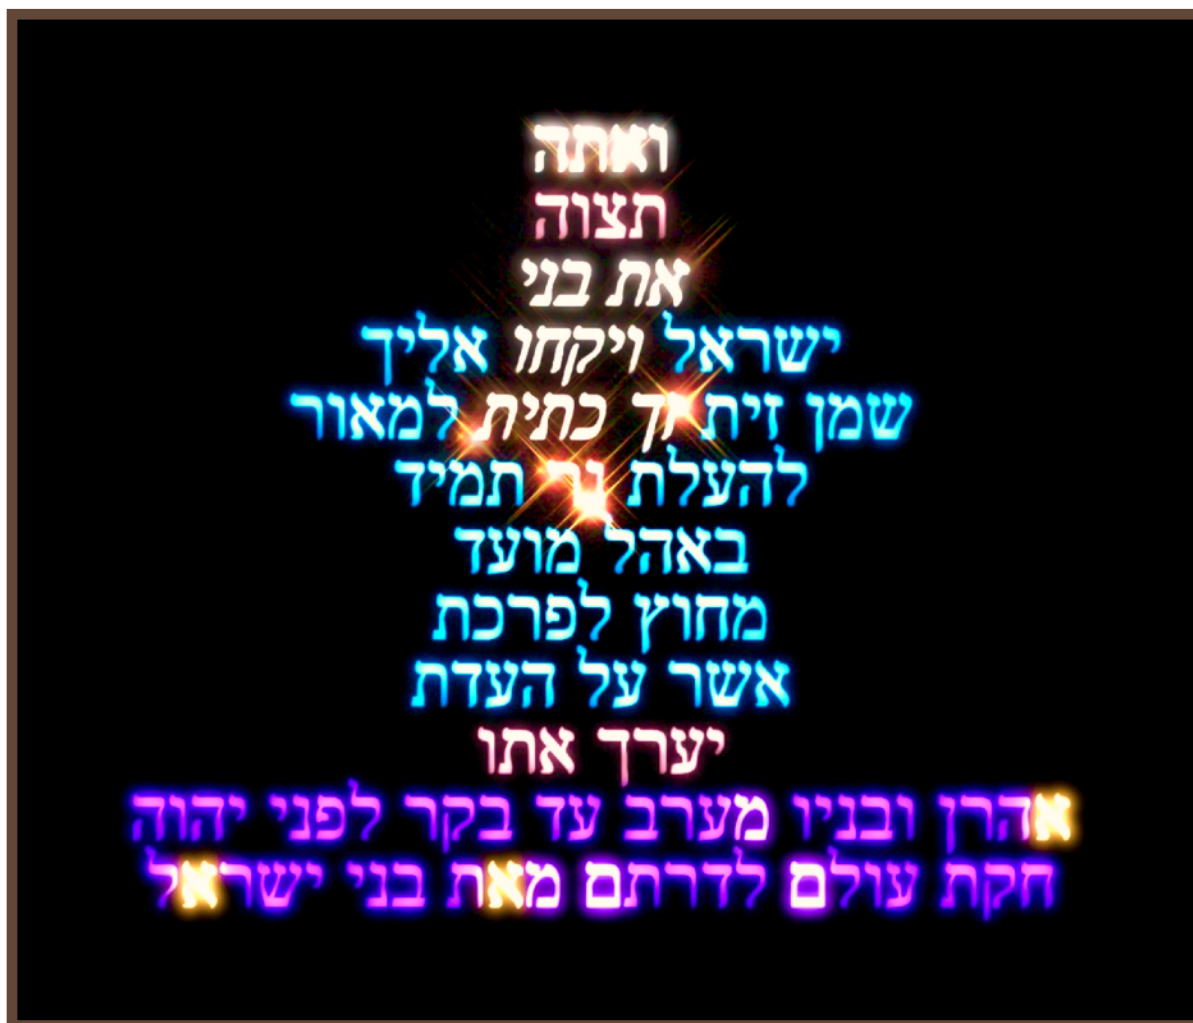 ואתה
תצוה
את בני
ישראל ויקחו אליך
שמן זית זך כתית למאור
להעלת נר תמיד
באהל מועד
מחוץ לפרכת
אשר על העדת
יערך אתו
אהרן ובניו מערב עד בקר לפני יהוה
חקת עולם לדרתם מאת בני ישראל